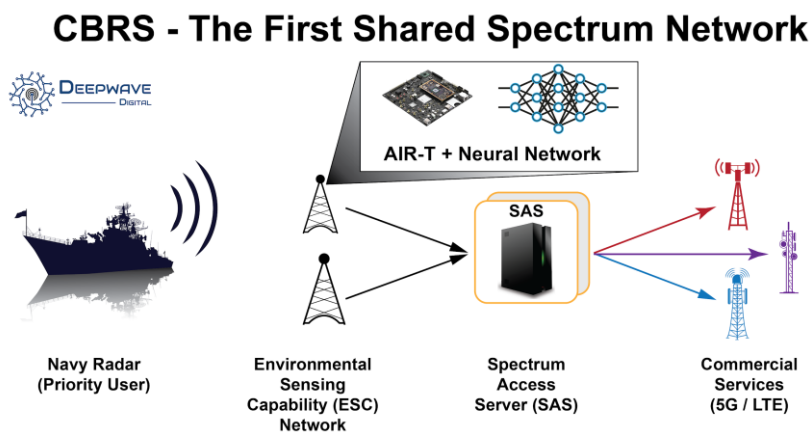 CBRS - The First Shared Spectrum Network
DEEPWAVE
DIGITAL
AIR-T + Neural Network
SAS
Navy Radar
(Priority User)
Environmental
Sensing
Capability (ESC)
Network
Spectrum
Access
Server (SAS)
Commercial
Services
(5G / LTE)